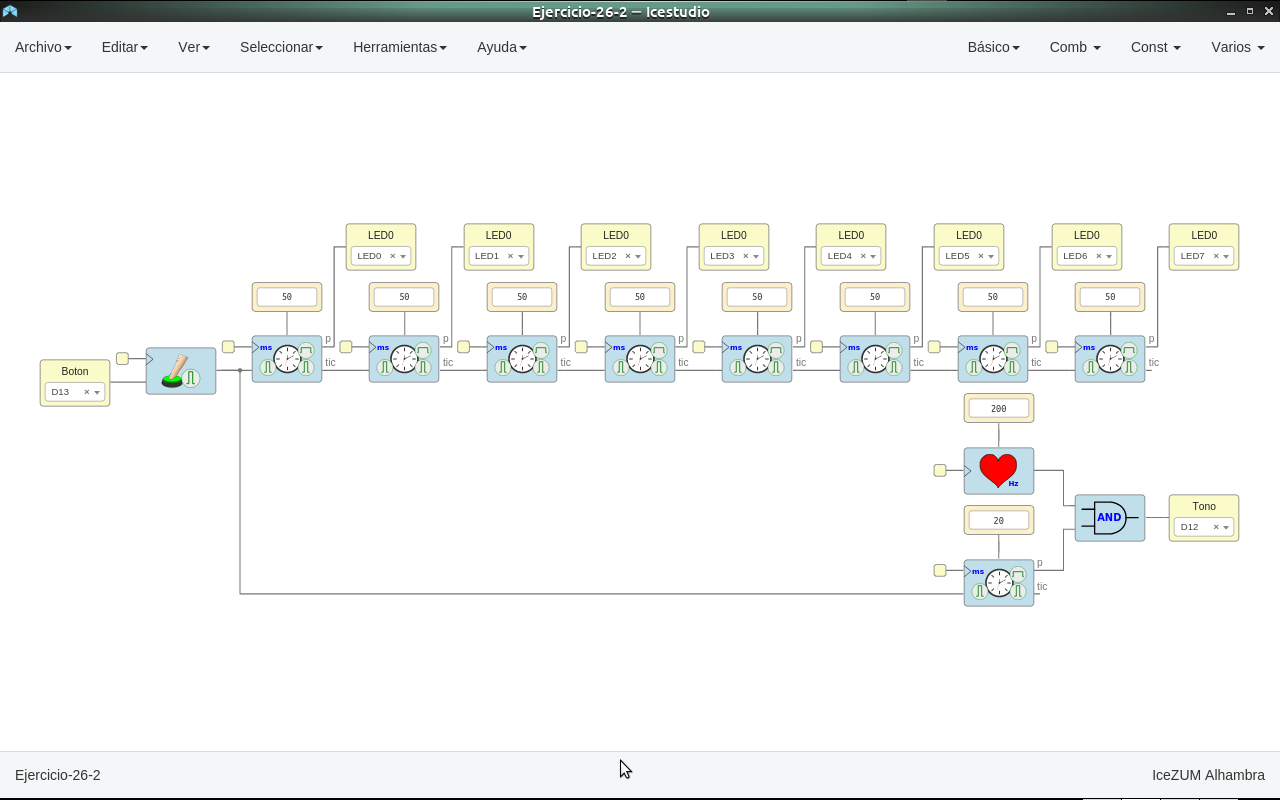 Ejercicio-26-2 — Icestudio
Archivo Editar Ver Seleccionar Herramientas Ayuda Básico Comb Const Varios
LED0 LED0 LED0 LED0 LED0 LED0 LED0 LED0
LED0 × LED1 × LED2 × LED3 × LED4 × LED5 × LED6 × LED7 ×
50 50 50 50 50 50 50 50
p p p p p p p p
ms ms ms ms ms ms ms ms
tic tic tic tic tic tic tic tic
Boton
D13 ×
200
Hz
AND
Tono
D12 ×
20
p
ms
tic
Ejercicio-26-2 IceZUM Alhambra